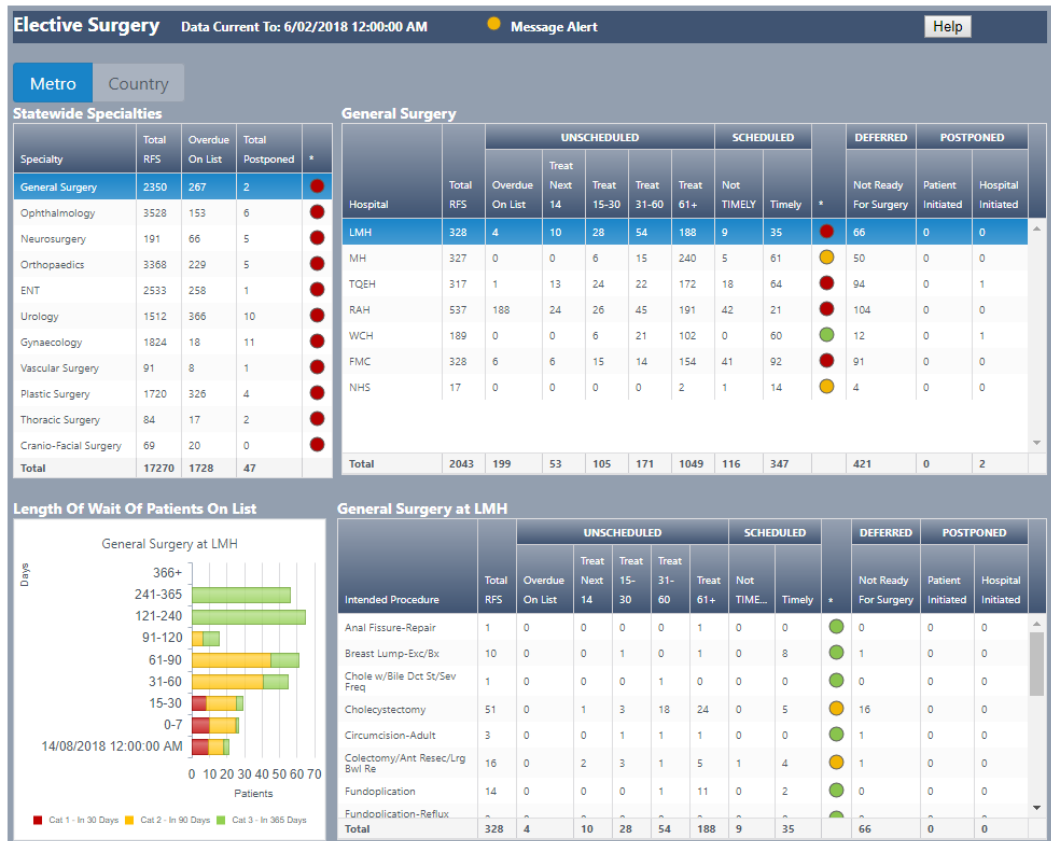 Elective Surgery Data Current To: 6/02/2018 12:00:00 AM Message Alert Help
Metro Country
Statewide Specialties
Specialty Total RFS Overdue On List Total Postponed *
General Surgery 2350 267 2
Ophthalmology 3528 153 6
Neurosurgery 191 66 5
Orthopaedics 3368 229 5
ENT 2533 258 1
Urology 1512 366 10
Gynaecology 1824 18 11
Vascular Surgery 91 8 1
Plastic Surgery 1720 326 4
Thoracic Surgery 84 17 2
Cranio-Facial Surgery 69 20 0
Total 17270 1728 47
General Surgery
UNSCHEDULED SCHEDULED DEFERRED POSTPONED
Hospital Total RFS Overdue On List Treat Next 14 Treat 15-30 Treat 31-60 Treat 61+ Not TIMELY Timely * Not Ready For Surgery Patient Initiated Hospital Initiated
LMH 328 4 10 28 54 188 9 35 66 0 0
MH 327 0 0 6 15 240 5 61 50 0 0
TQEH 317 1 13 24 22 172 18 64 94 0 1
RAH 537 188 24 26 45 191 42 21 104 0 0
WCH 189 0 0 6 21 102 0 60 12 0 1
FMC 328 6 6 15 14 154 41 92 91 0 0
NHS 17 0 0 0 0 2 1 14 4 0 0
Total 2043 199 53 105 171 1049 116 347 421 0 2
Length Of Wait Of Patients On List
General Surgery at LMH
Days
366+
241-365
121-240
91-120
61-90
31-60
15-30
0-7
14/08/2018 12:00:00 AM
0 10 20 30 40 50 60 70
Patients
Cat 1 - In 30 Days Cat 2 - In 90 Days Cat 3 - In 365 Days
General Surgery at LMH
UNSCHEDULED SCHEDULED DEFERRED POSTPONED
Intended Procedure Total RFS Overdue On List Treat Next 14 Treat 15-30 Treat 31-60 Treat 61+ Not TIME... Timely * Not Ready For Surgery Patient Initiated Hospital Initiated
Anal Fissure-Repair 1 0 0 0 0 1 0 0 0 0 0
Breast Lump-Exc/Bx 10 0 0 1 0 1 0 8 1 0 0
Chole w/Bile Dct St/Sev Freq 1 0 0 0 1 0 0 0 0 0 0
Cholecystectomy 51 0 1 3 18 24 0 5 16 0 0
Circumcision-Adult 3 0 0 1 1 1 0 0 1 0 0
Colectomy/Ant Resec/Lrg Bwl Re 16 0 2 3 1 5 1 4 1 0 0
Fundoplication 14 0 0 0 1 11 0 2 0 0 0
Fundoplication-Reflux
Total 328 4 10 28 54 188 9 35 66 0 0